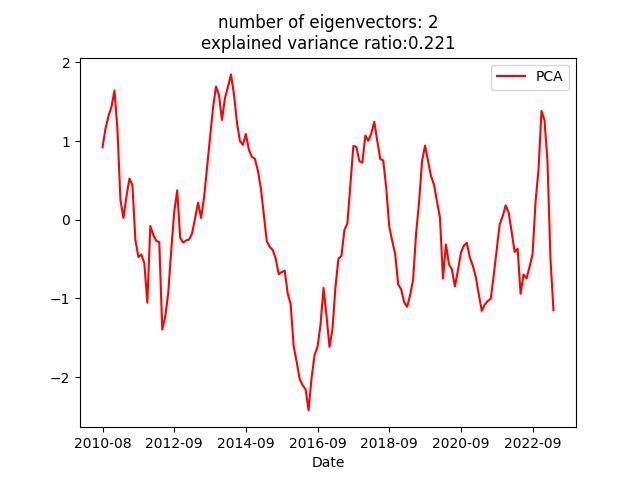 number of eigenvectors: 2
explained variance ratio:0.221
PCA
2
1
0
−1
−2
2010-08 2012-09 2014-09 2016-09 2018-09 2020-09 2022-09
Date